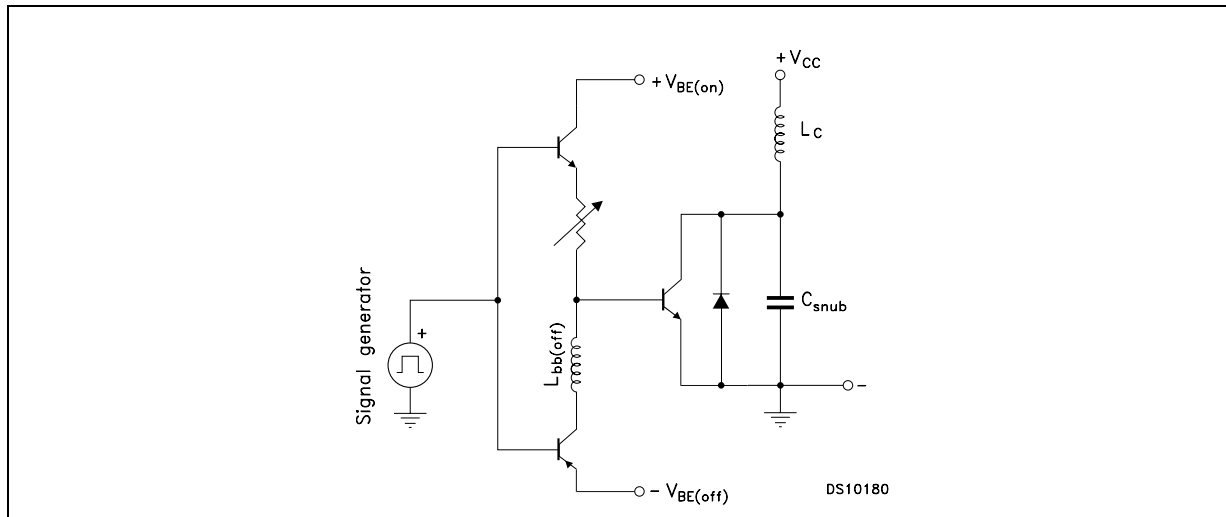 + V_CC
+ V_BE(on)
L_C
Signal generator
+
L_bb(off)
C_snub
-
- V_BE(off)
DS10180